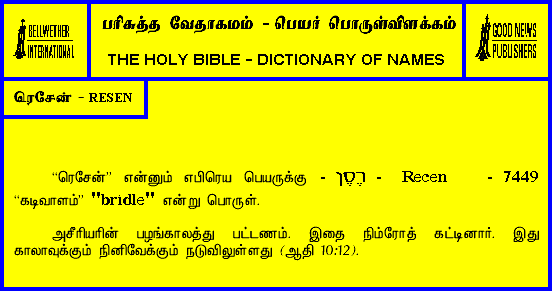 BELLWETHER
INTERNATIONAL
பரிசுத்த வேதாகமம் - பெயர் பொருள்விளக்கம்
THE HOLY BIBLE - DICTIONARY OF NAMES
GOOD NEWS
PUBLISHERS
ரெசேன் - RESEN
“ரெசேன்” என்னும் எபிரெய பெயருக்கு - רֶסֶן - Recen - 7449
“கடிவாளம்” "bridle" என்று பொருள்.
அசீரியரின் பழங்காலத்து பட்டணம். இதை நிம்ரோத் கட்டினார். இது
காலாவுக்கும் நினிவேக்கும் நடுவிலுள்ளது (ஆதி 10:12).